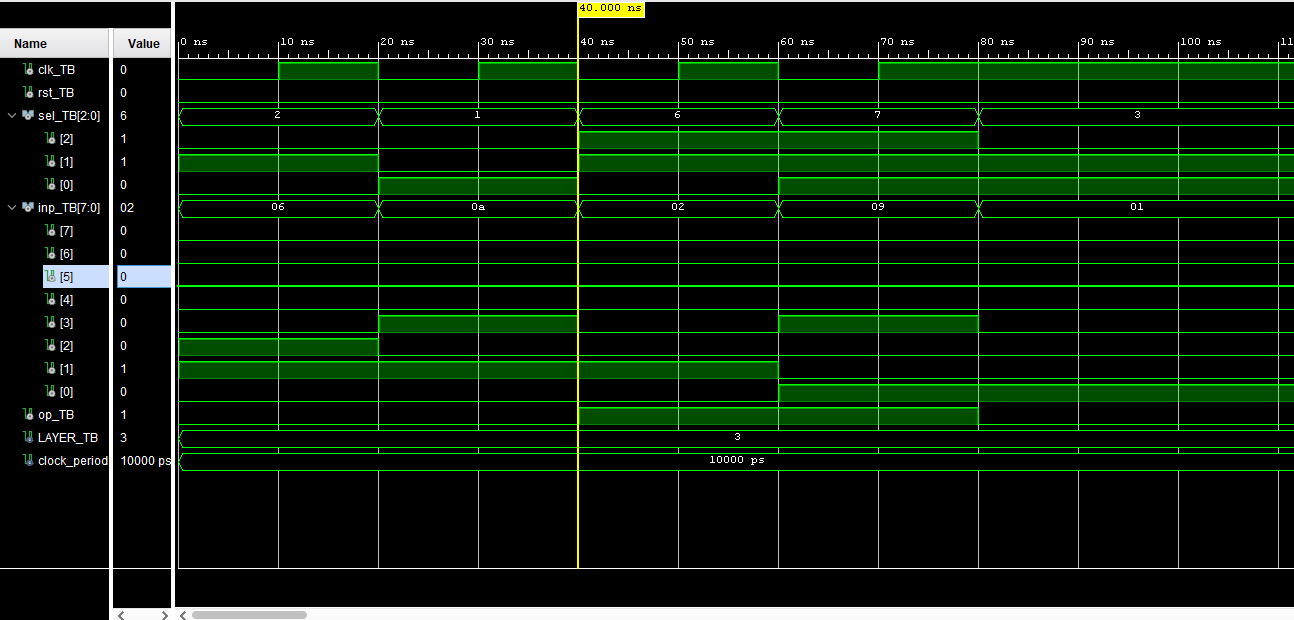 40.000 ns
Name Value 0 ns 10 ns 20 ns 30 ns 40 ns 50 ns 60 ns 70 ns 80 ns 90 ns 100 ns 11
clk_TB 0
rst_TB 0
sel_TB[2:0] 6 2 1 6 7 3
[2] 1
[1] 1
[0] 0
inp_TB[7:0] 02 06 0a 02 09 01
[7] 0
[6] 0
[5] 0
[4] 0
[3] 0
[2] 0
[1] 1
[0] 0
op_TB 1
LAYER_TB 3 3
clock_period 10000 ps 10000 ps